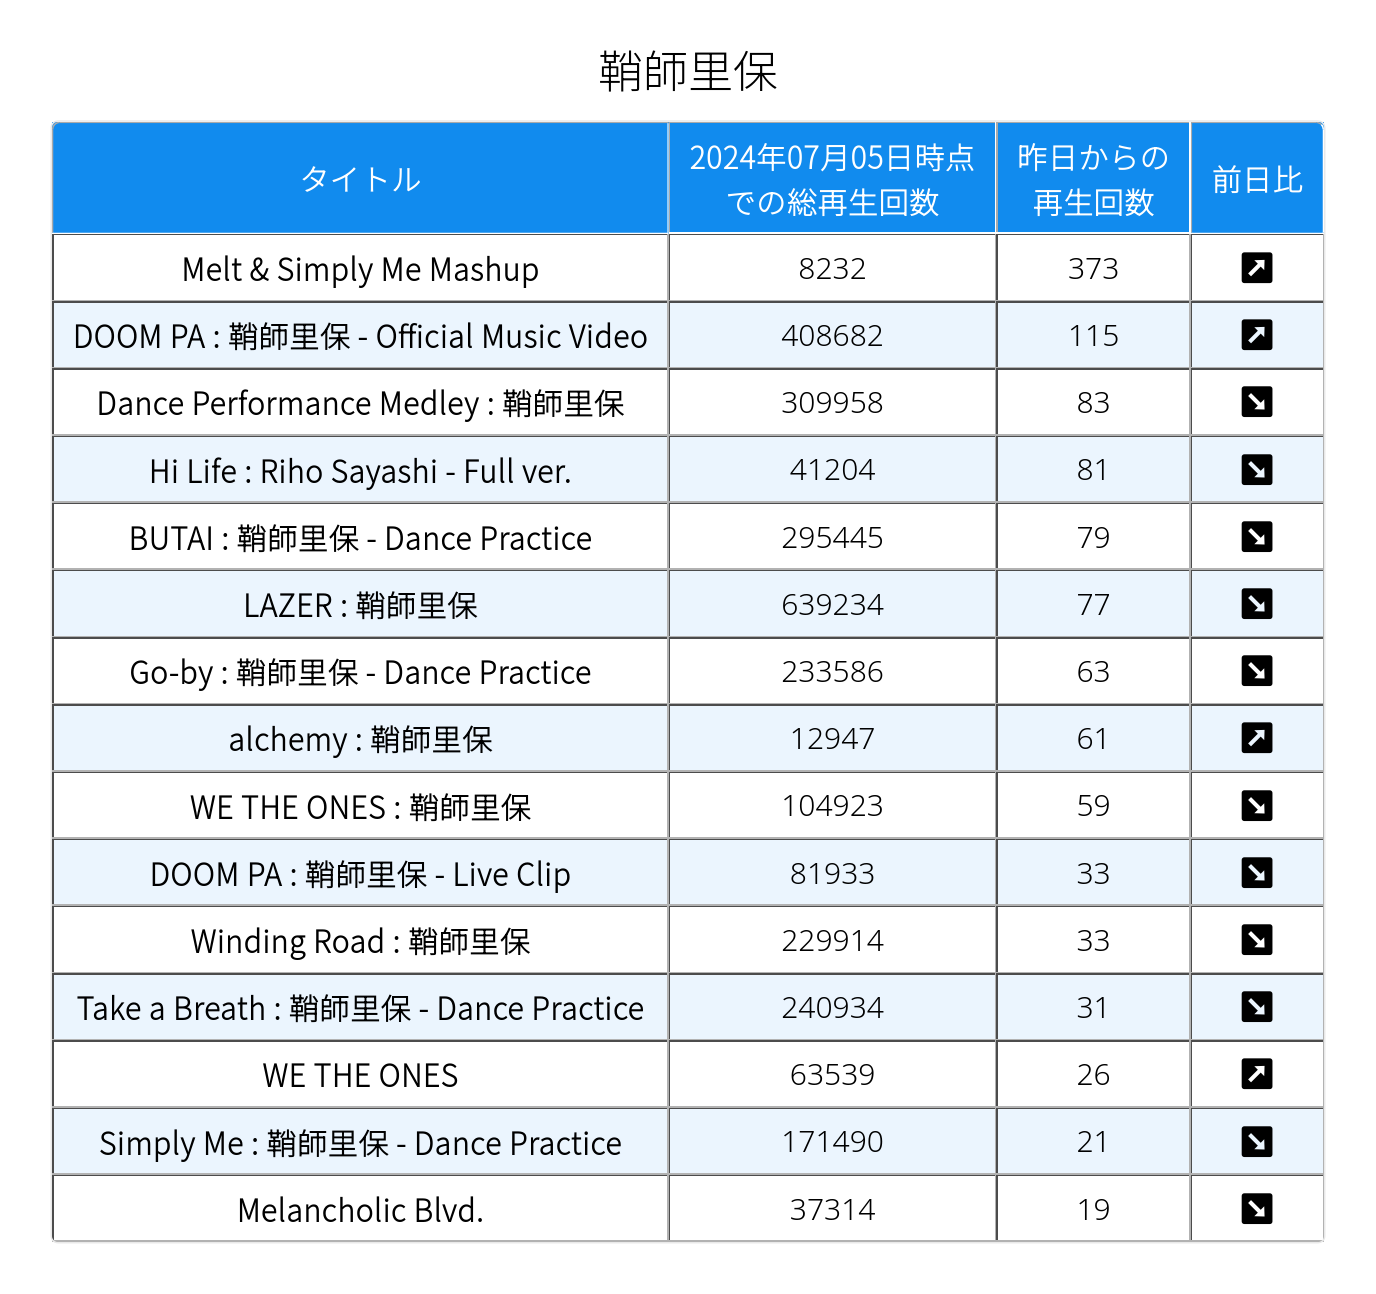 鞘師里保
タイトル 2024年07月05日時点 昨日からの 前日比
での総再生回数 再生回数
Melt & Simply Me Mashup 8232 373
DOOM PA : 鞘師里保 - Official Music Video 408682 115
Dance Performance Medley : 鞘師里保 309958 83
Hi Life : Riho Sayashi - Full ver. 41204 81
BUTAI : 鞘師里保 - Dance Practice 295445 79
LAZER : 鞘師里保 639234 77
Go-by : 鞘師里保 - Dance Practice 233586 63
alchemy : 鞘師里保 12947 61
WE THE ONES : 鞘師里保 104923 59
DOOM PA : 鞘師里保 - Live Clip 81933 33
Winding Road : 鞘師里保 229914 33
Take a Breath : 鞘師里保 - Dance Practice 240934 31
WE THE ONES 63539 26
Simply Me : 鞘師里保 - Dance Practice 171490 21
Melancholic Blvd. 37314 19